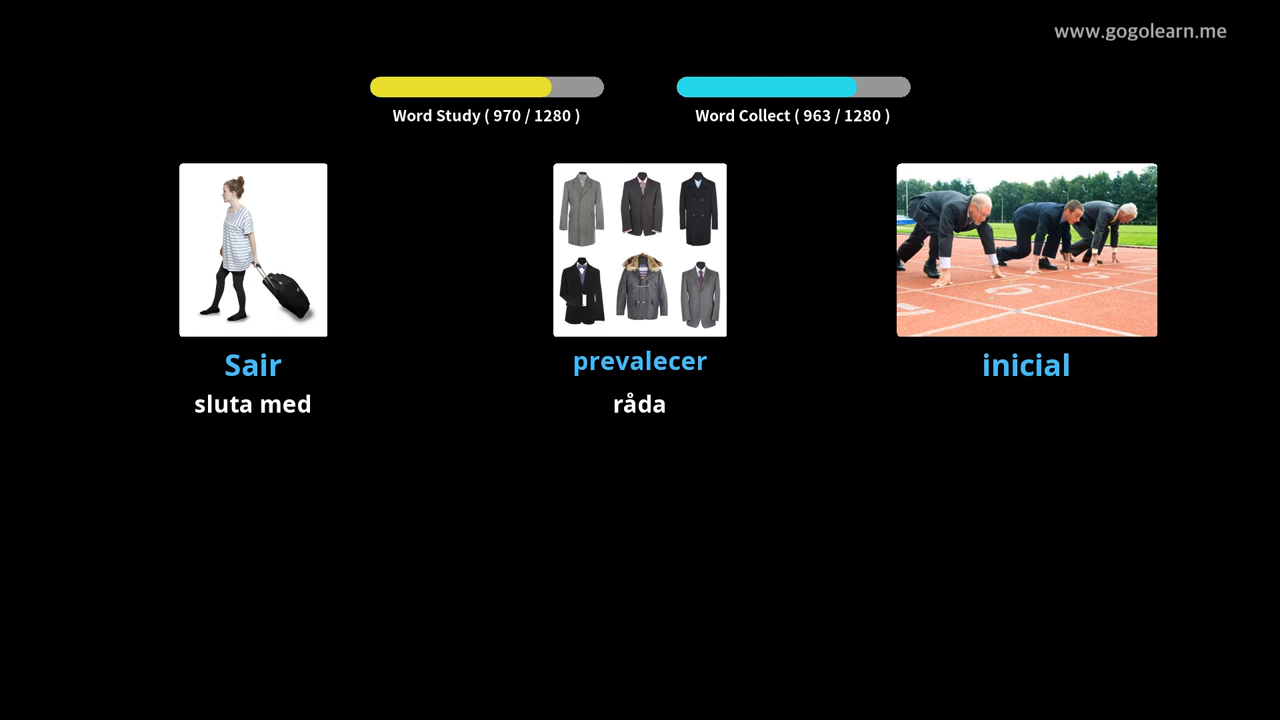 www.gogolearn.me
Word Study ( 970 / 1280 )
Word Collect ( 963 / 1280 )
Sair
prevalecer
inicial
sluta med
råda